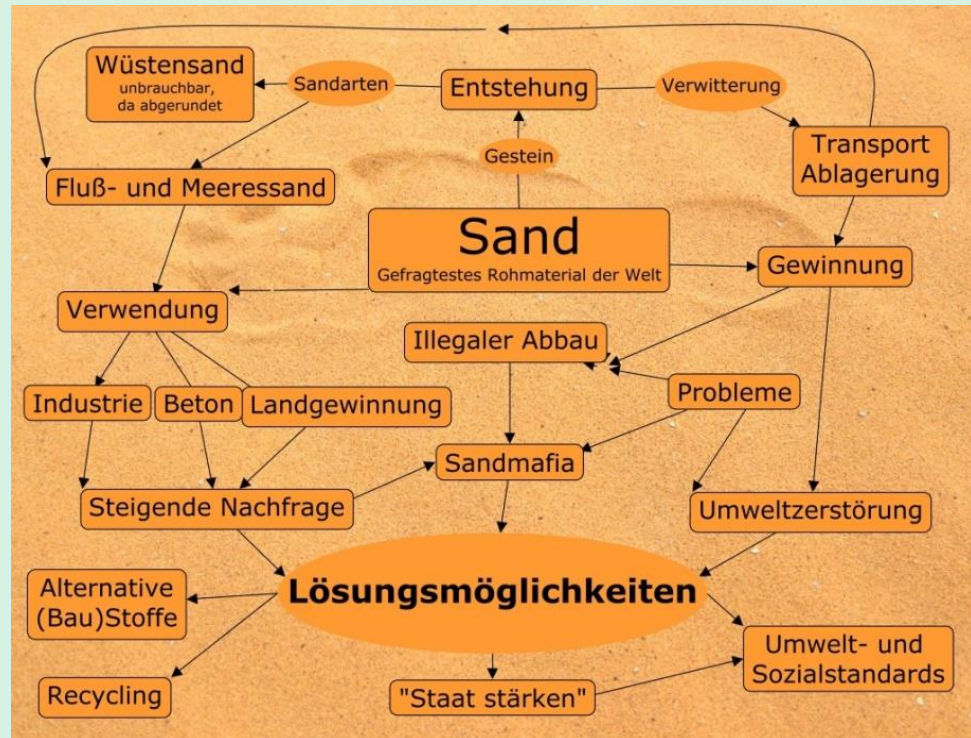 Wüstensand
unbrauchbar,
da abgerundet
Sandarten
Entstehung
Verwitterung
Gestein
Transport
Ablagerung
Fluß- und Meeressand
Sand
Gefragtestes Rohmaterial der Welt
Gewinnung
Verwendung
Illegaler Abbau
Probleme
Industrie
Beton
Landgewinnung
Sandmafia
Steigende Nachfrage
Umweltzerstörung
Lösungsmöglichkeiten
Alternative
(Bau)Stoffe
Umwelt- und
Sozialstandards
Recycling
"Staat stärken"